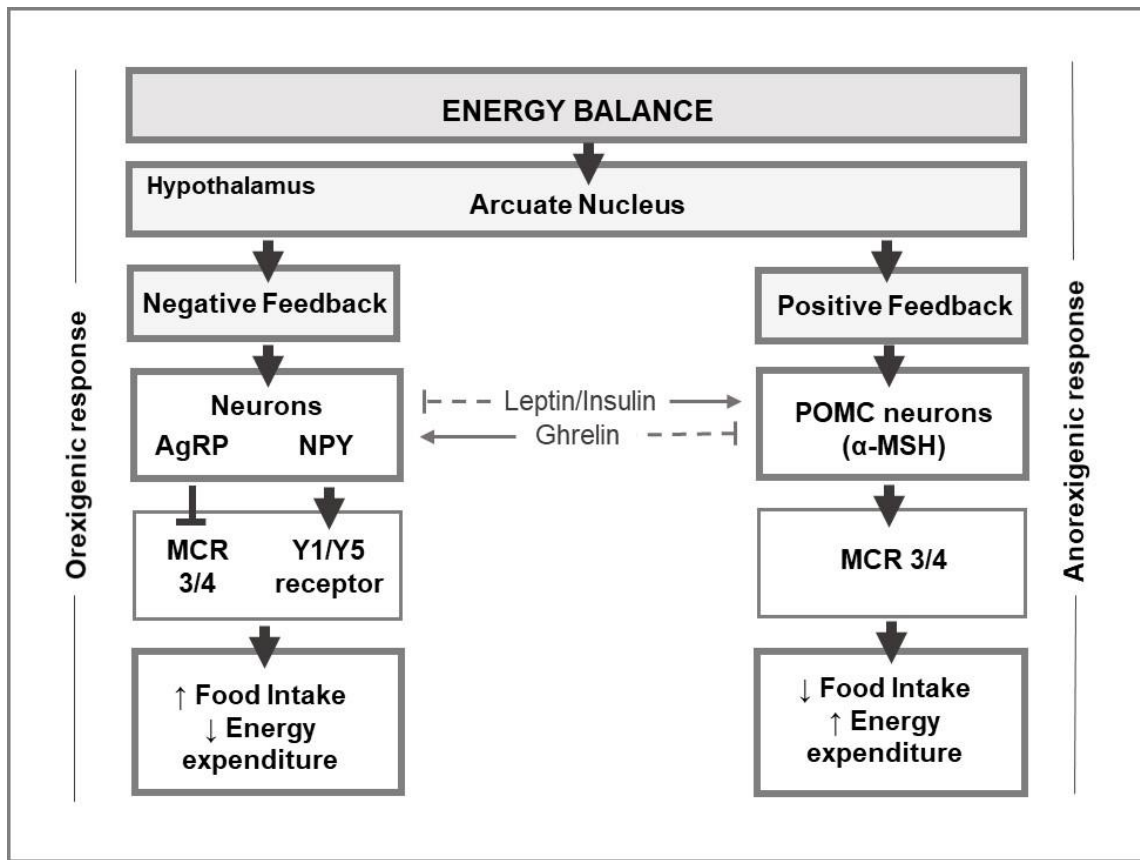 ENERGY BALANCE
Hypothalamus
Arcuate Nucleus
Negative Feedback
Positive Feedback
Orexigenic response
Neurons
AgRP NPY
Leptin/Insulin
Ghrelin
POMC neurons
(α-MSH)
Anorexigenic response
MCR
3/4
Y1/Y5
receptor
MCR 3/4
↑ Food Intake
↓ Energy
expenditure
↓ Food Intake
↑ Energy
expenditure